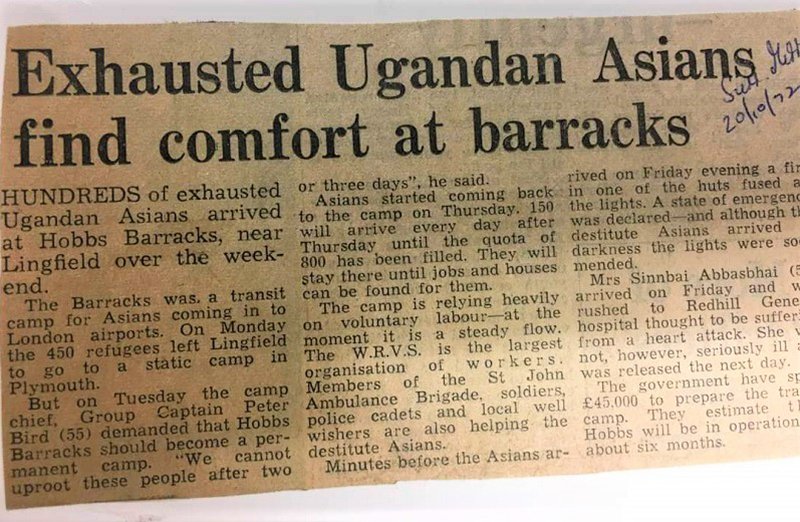 Exhausted Ugandan Asians
find comfort at barracks
20/10/72
HUNDREDS of exhausted
Ugandan Asians arrived
at Hobbs Barracks, near
Lingfield over the week-
end.
The Barracks was a transit
camp for Asians coming in to
London airports. On Monday
the 450 refugees left Lingfield
to go to a static camp in
Plymouth.
But on Tuesday the camp
chief, Group Captain Peter
Bird (55) demanded that Hobbs
Barracks should become a per-
manent camp. "We cannot
uproot these people after two
or three days", he said.
Asians started coming back
to the camp on Thursday. 150
will arrive every day after
Thursday until the quota of
800 has been filled. They will
stay there until jobs and houses
can be found for them.
The camp is relying heavily
on voluntary labour—at the
moment it is a steady flow.
The W.R.V.S. is the largest
organisation of workers.
Members of the St John
Ambulance Brigade, soldiers,
police cadets and local well
wishers are also helping the
destitute Asians.
Minutes before the Asians ar-
rived on Friday evening a
in one of the huts fused
the lights. A state of
was declared—and although
destitute Asians arrived
darkness the lights were
mended.
Mrs Sinnbai Abbasbhai
arrived on Friday and
rushed to Redhill
hospital thought to be
from a heart attack. She
not, however, seriously ill
was released the next day.
The government have
£45,000 to prepare the
camp. They estimate
Hobbs will be in
about six months.